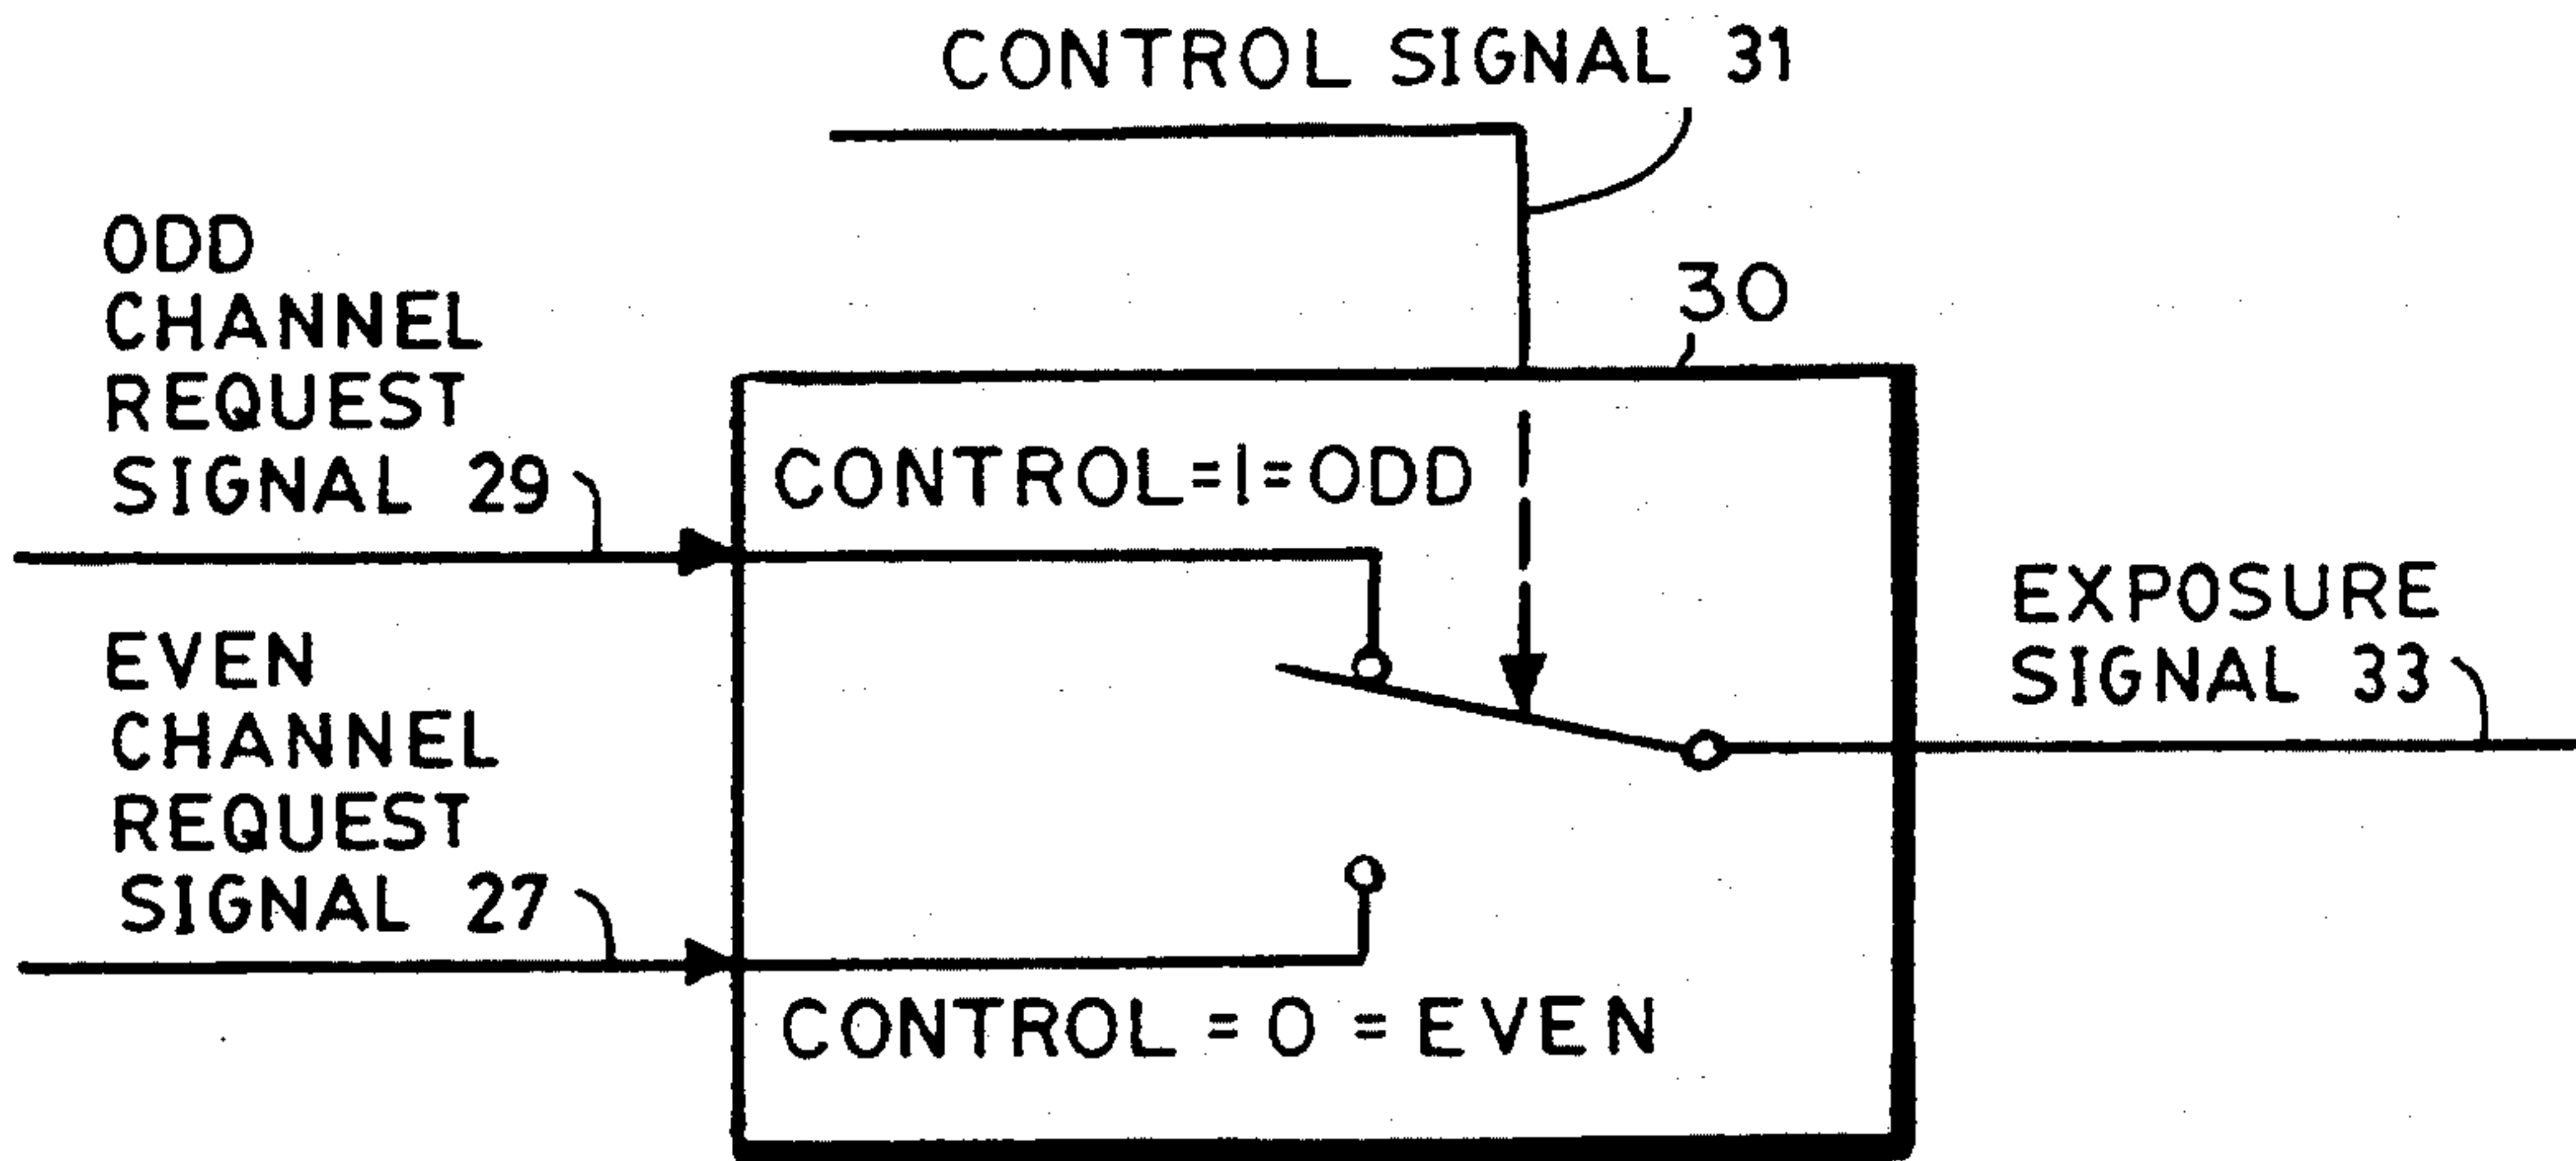 CONTROL SIGNAL 31
ODD
CHANNEL
REQUEST
SIGNAL 29
30
CONTROL=1=ODD
EXPOSURE
SIGNAL 33
EVEN
CHANNEL
REQUEST
SIGNAL 27
CONTROL = 0 = EVEN